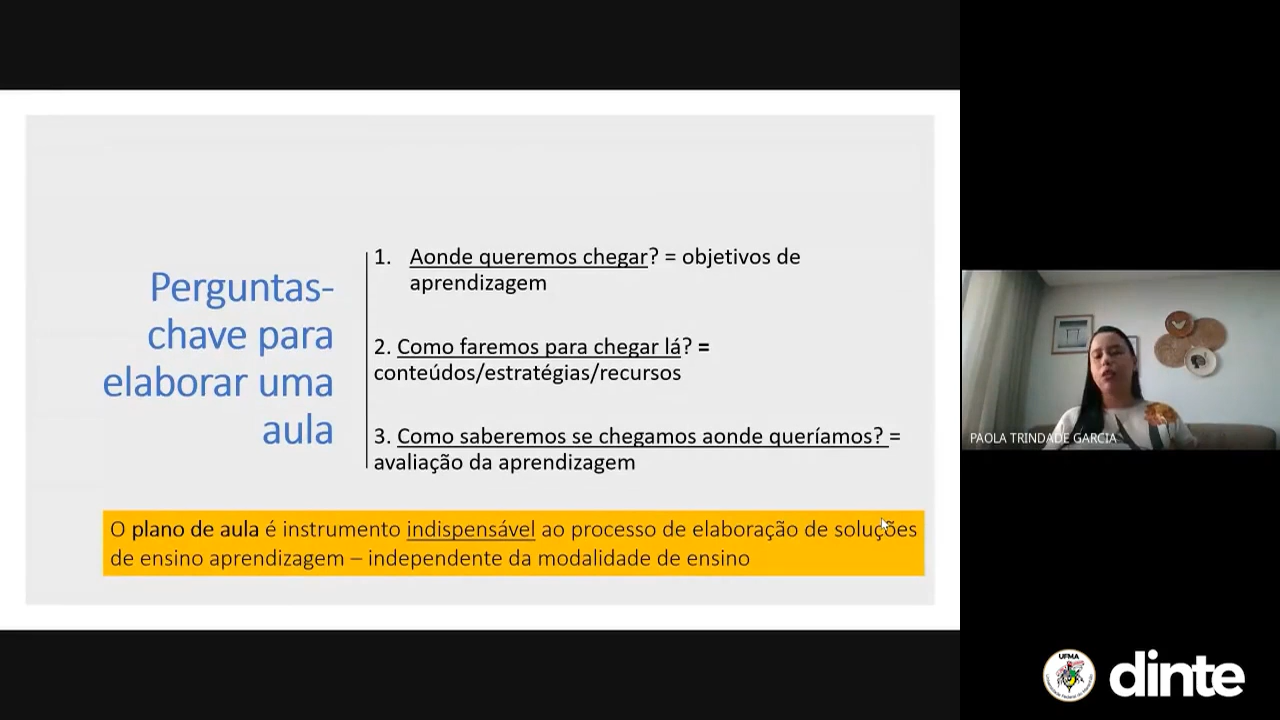 Perguntas-
chave para
elaborar uma
aula
1. Aonde queremos chegar? = objetivos de
aprendizagem
2. Como faremos para chegar lá? =
conteúdos/estratégias/recursos
3. Como saberemos se chegamos aonde queríamos? =
avaliação da aprendizagem
O plano de aula é instrumento indispensável ao processo de elaboração de soluções
de ensino aprendizagem – independente da modalidade de ensino
PAOLA TRINDADE GARCIA
UFMA
dinte